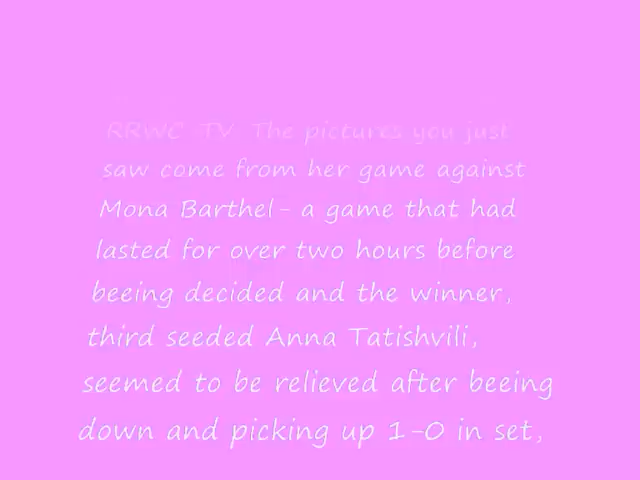 RRWC-TV. The pictures you just
saw come from her game against
Mona Barthel- a game that had
lasted for over two hours before
beeing decided and the winner,
third seeded Anna Tatishvili,
seemed to be relieved after beeing
down and picking up 1-0 in set,